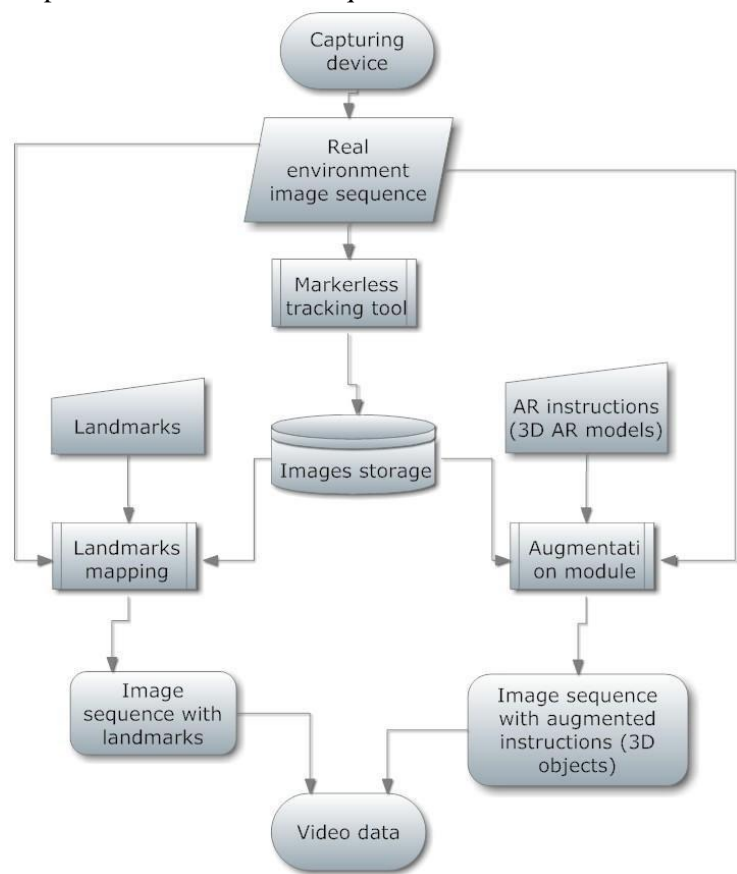 Capturing
device
Real
environment
image sequence
Markerless
tracking tool
Landmarks
AR instructions
(3D AR models)
Images storage
Landmarks
mapping
Augmentati
on module
Image
sequence with
landmarks
Image sequence
with augmented
instructions (3D
objects)
Video data